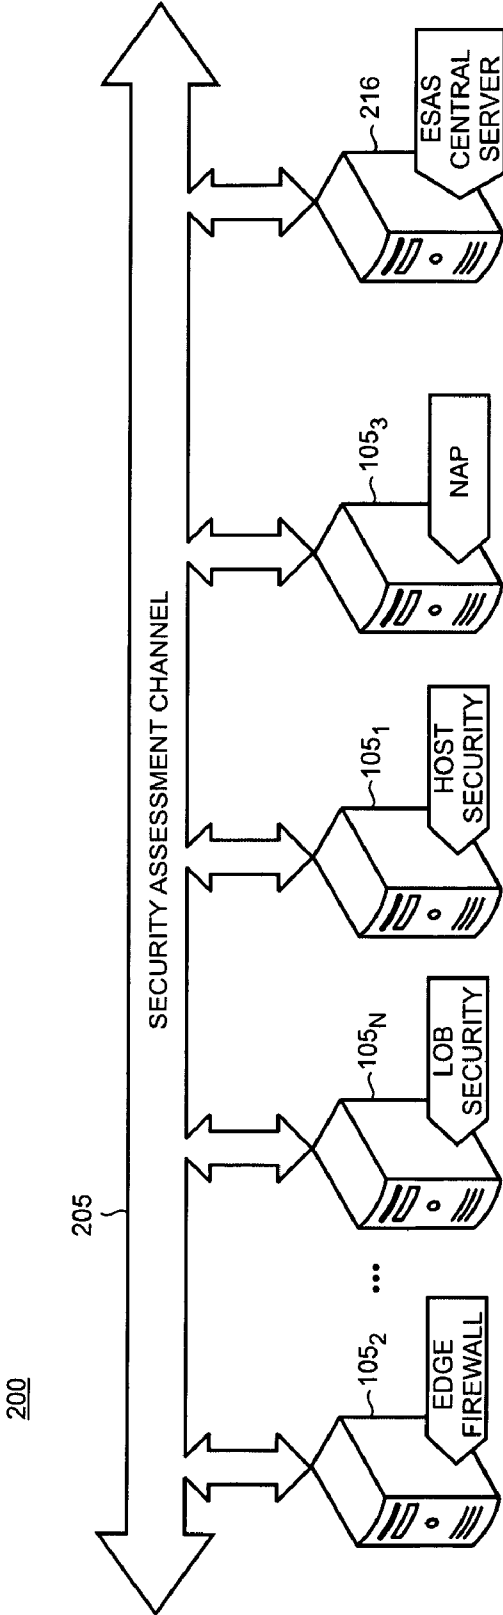 200
205
SECURITY ASSESSMENT CHANNEL
105₂
EDGE
FIREWALL
...
105N
LOB
SECURITY
105₁
HOST
SECURITY
105₃
NAP
216
ESAS
CENTRAL
SERVER